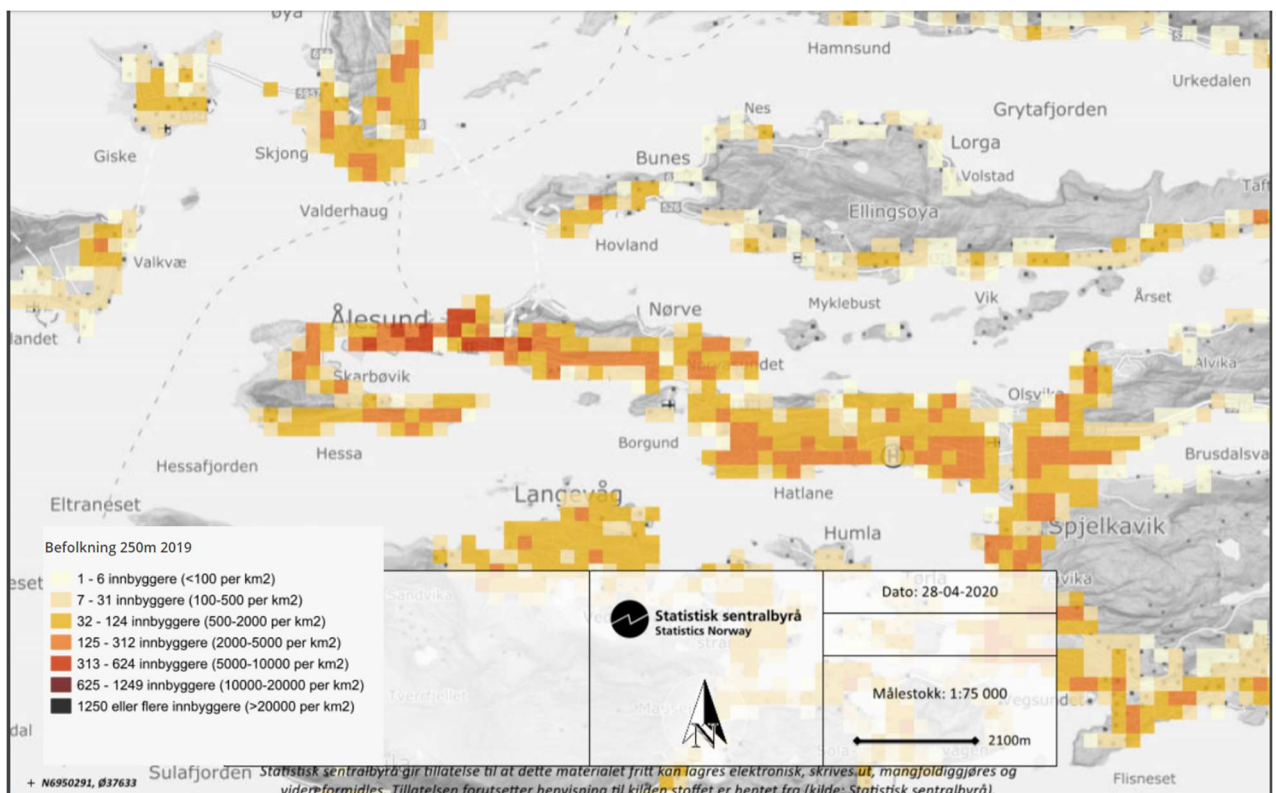 øya
Hamnsund
Urkedalen
Grytafjorden
Nes
Giske
Skjong
Bunes
Lorga
Volstad
Valderhaug
Ellingsøya
Hovland
Valkvæ
Myklebust
Vik
Årset
landet
Ålesund
Nørve
Skarbøvik
Alvika
Olsvika
Hessa
Borgund
Brusdalsva
Hessafjorden
Hatlane
H
Eltraneset
Langevåg
Humla
Spjelkavik
Befolkning 250m 2019
1 - 6 innbyggere (<100 per km2)
7 - 31 innbyggere (100-500 per km2)
32 - 124 innbyggere (500-2000 per km2)
125 - 312 innbyggere (2000-5000 per km2)
313 - 624 innbyggere (5000-10000 per km2)
625 - 1249 innbyggere (10000-20000 per km2)
1250 eller flere innbyggere (>20000 per km2)
Sandvika
Statistisk sentralbyrå
Statistics Norway
Dato: 28-04-2020
Målestokk: 1:75 000
2100m
N
Flisneset
Sulafjorden
+ N6950291, Ø37633
Statistisk sentralbyrå gir tillatelse til at dette materialet fritt kan lagres elektronisk, skrives ut, mangfoldiggjøres og
videreformidles. Tillatelsen forutsetter henvisning til kilden stoffet er hentet fra (kilde: Statistisk sentralbyrå)